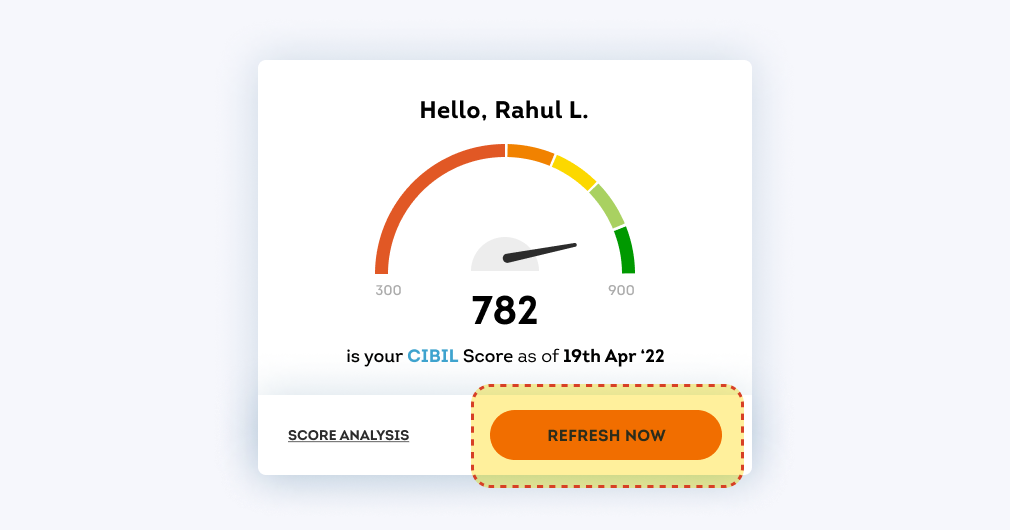 Hello, Rahul L.
300
900
782
is your CIBIL Score as of 19th Apr ‘22
SCORE ANALYSIS
REFRESH NOW